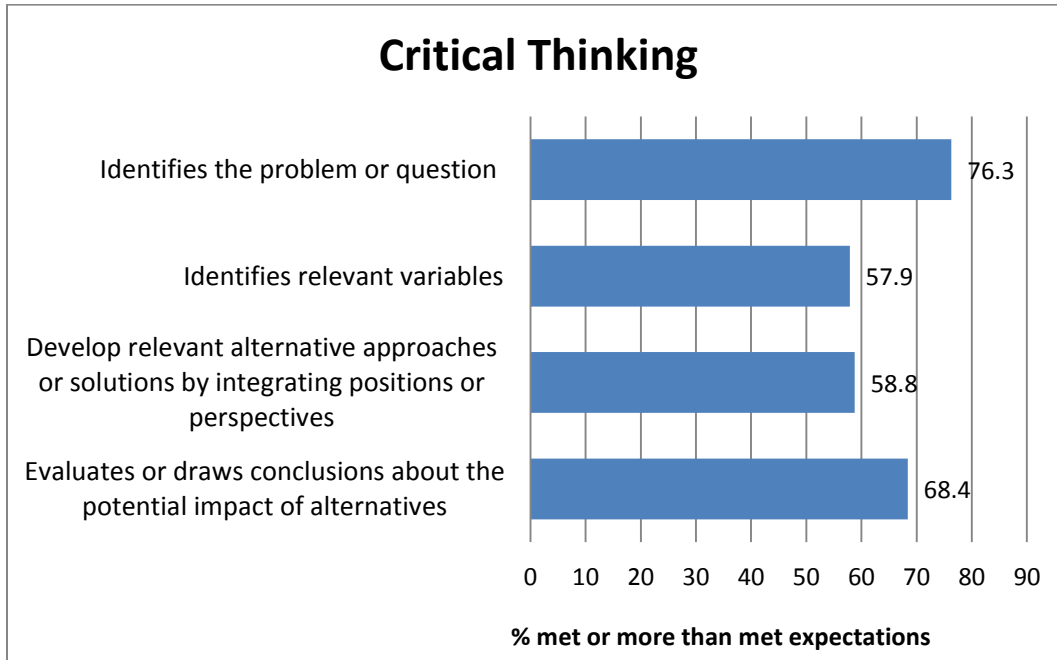 Critical Thinking
Identifies the problem or question
76.3
Identifies relevant variables
57.9
Develop relevant alternative approaches
or solutions by integrating positions or
perspectives
58.8
Evaluates or draws conclusions about the
potential impact of alternatives
68.4
0 10 20 30 40 50 60 70 80 90
% met or more than met expectations